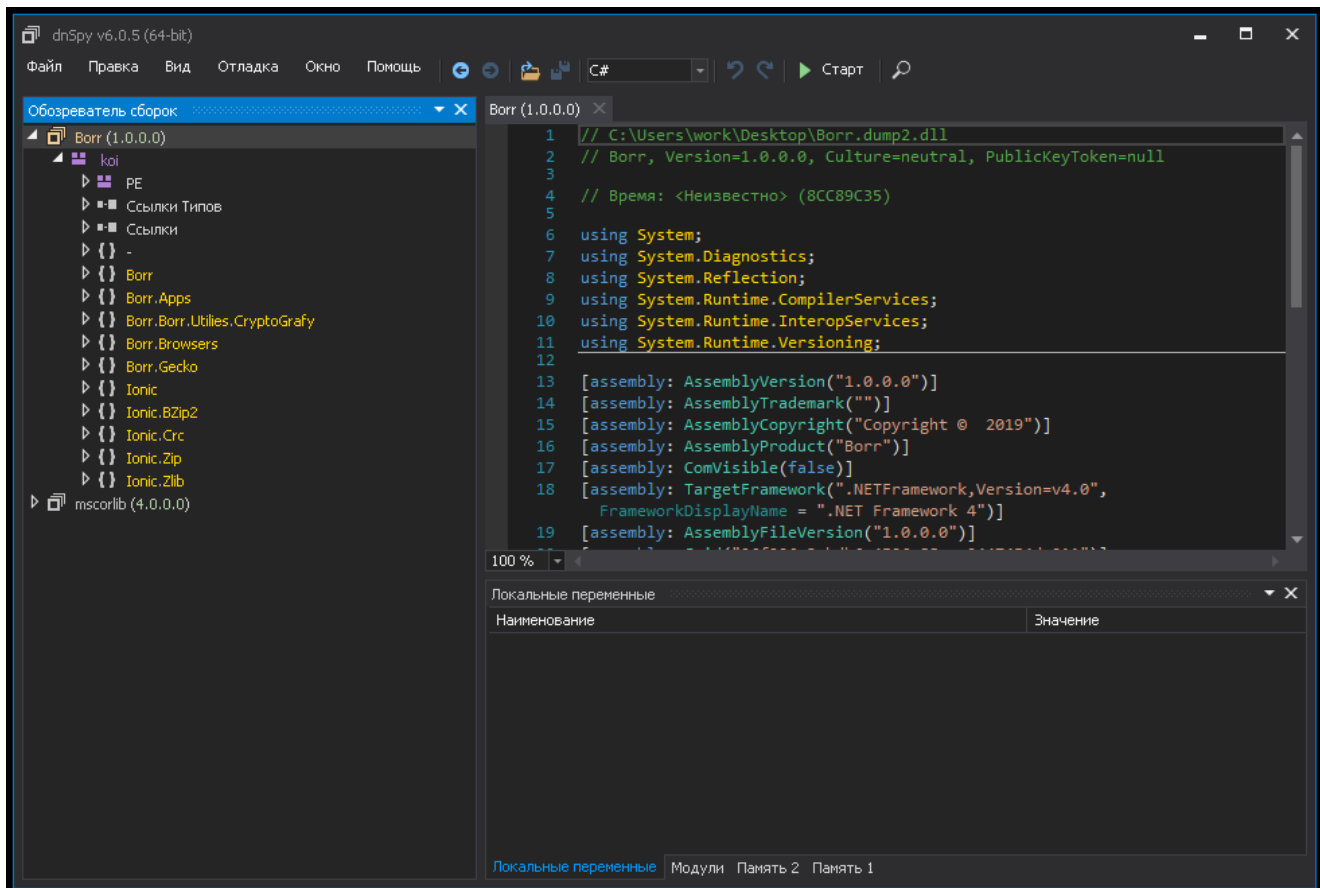 dnSpy v6.0.5 (64-bit)
Файл Правка Вид Отладка Окно Помощь C# Старт
Обозреватель сборок
Borr (1.0.0.0)
koi
PE
Ссылки Типов
Ссылки
{ } -
{ } Borr
{ } Borr.Apps
{ } Borr.Borr.Utilies.CryptoGrafy
{ } Borr.Browsers
{ } Borr.Gecko
{ } Ionic
{ } Ionic.BZip2
{ } Ionic.Crc
{ } Ionic.Zip
{ } Ionic.Zlib
mscorlib (4.0.0.0)
Borr (1.0.0.0)
1 // C:\Users\work\Desktop\Borr.dump2.dll
2 // Borr, Version=1.0.0.0, Culture=neutral, PublicKeyToken=null
3
4 // Время: <Неизвестно> (8CC89C35)
5
6 using System;
7 using System.Diagnostics;
8 using System.Reflection;
9 using System.Runtime.CompilerServices;
10 using System.Runtime.InteropServices;
11 using System.Runtime.Versioning;
12
13 [assembly: AssemblyVersion("1.0.0.0")]
14 [assembly: AssemblyTrademark("")]
15 [assembly: AssemblyCopyright("Copyright © 2019")]
16 [assembly: AssemblyProduct("Borr")]
17 [assembly: ComVisible(false)]
18 [assembly: TargetFramework(".NETFramework,Version=v4.0",
FrameworkDisplayName = ".NET Framework 4")]
19 [assembly: AssemblyFileVersion("1.0.0.0")]
100 %
Локальные переменные
Наименование Значение
Локальные переменные Модули Память 2 Память 1